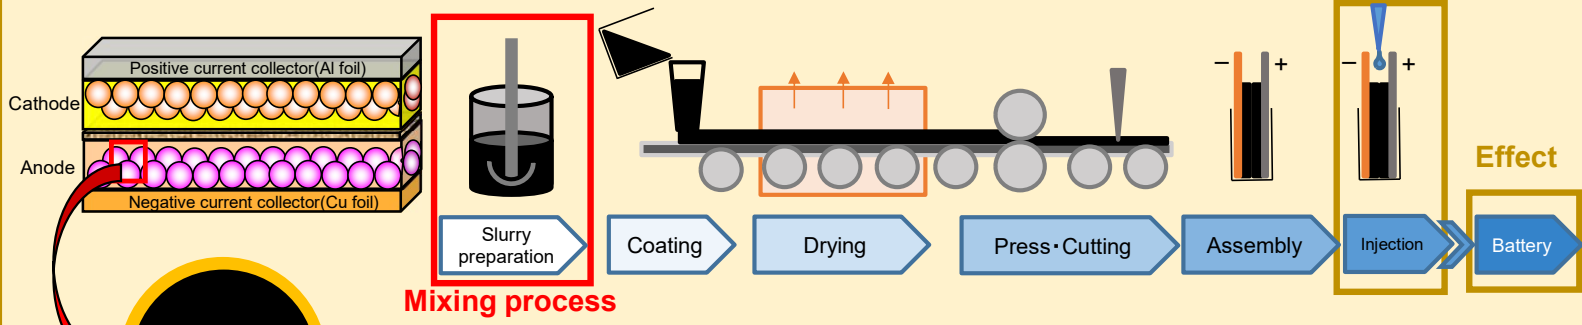 Positive current collector(Al foil)
Cathode
Anode
Negative current collector(Cu foil)
Slurry
preparation
Mixing process
Coating
Drying
Press・Cutting
− +
Assembly
− +
Injection
Effect
Battery